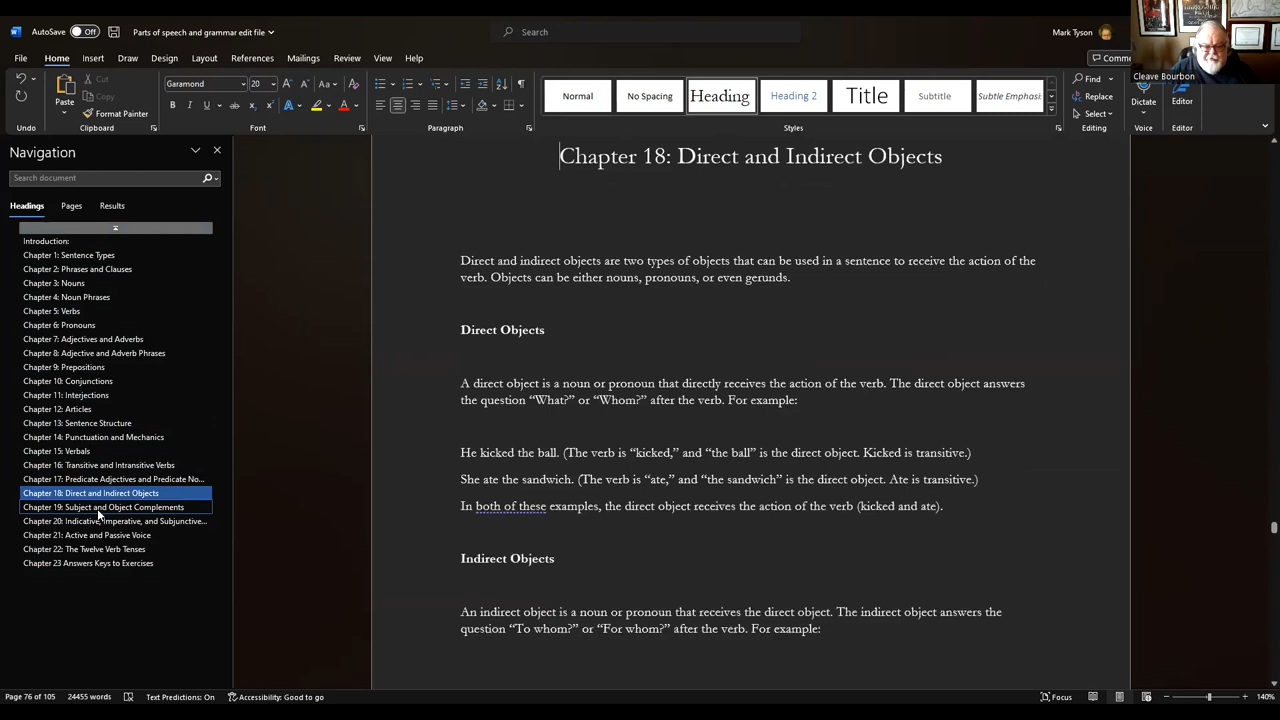 AutoSave Off Parts of speech and grammar edit file Search Mark Tyson
File Home Insert Draw Design Layout References Mailings Review View Help Comme
Cleave Bourbon
Paste Cut Copy Format Painter
Garamond 20
Normal No Spacing Heading Heading 2 Title Subtitle Subtle Emphasis
Find Replace Select
Dictate Editor
Undo Clipboard Font Paragraph Styles Editing Voice Editor
Navigation
Search document
Headings Pages Results
Introduction:
Chapter 1: Sentence Types
Chapter 2: Phrases and Clauses
Chapter 3: Nouns
Chapter 4: Noun Phrases
Chapter 5: Verbs
Chapter 6: Pronouns
Chapter 7: Adjectives and Adverbs
Chapter 8: Adjective and Adverb Phrases
Chapter 9: Prepositions
Chapter 10: Conjunctions
Chapter 11: Interjections
Chapter 12: Articles
Chapter 13: Sentence Structure
Chapter 14: Punctuation and Mechanics
Chapter 15: Verbals
Chapter 16: Transitive and Intransitive Verbs
Chapter 17: Predicate Adjectives and Predicate No...
Chapter 18: Direct and Indirect Objects
Chapter 19: Subject and Object Complements
Chapter 20: Indicative, Imperative, and Subjunctive...
Chapter 21: Active and Passive Voice
Chapter 22: The Twelve Verb Tenses
Chapter 23 Answers Keys to Exercises
Chapter 18: Direct and Indirect Objects
Direct and indirect objects are two types of objects that can be used in a sentence to receive the action of the
verb. Objects can be either nouns, pronouns, or even gerunds.
Direct Objects
A direct object is a noun or pronoun that directly receives the action of the verb. The direct object answers
the question “What?” or “Whom?” after the verb. For example:
He kicked the ball. (The verb is “kicked,” and “the ball” is the direct object. Kicked is transitive.)
She ate the sandwich. (The verb is “ate,” and “the sandwich” is the direct object. Ate is transitive.)
In both of these examples, the direct object receives the action of the verb (kicked and ate).
Indirect Objects
An indirect object is a noun or pronoun that receives the direct object. The indirect object answers the
question “To whom?” or “For whom?” after the verb. For example:
Page 76 of 105 24455 words Text Predictions: On Accessibility: Good to go Focus 140%